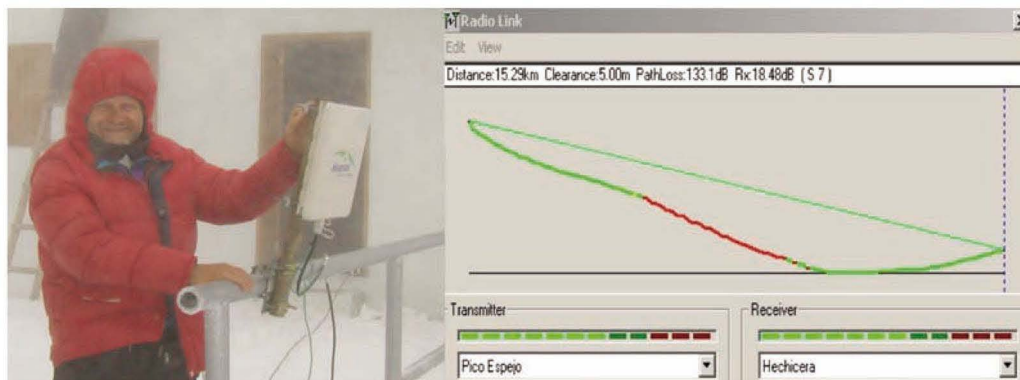 Radio Link
Edit View
Distance:15.29km Clearance:5.00m PathLoss:133.1dB Rx:18.48dB (S 7)
Transmitter
Receiver
Pico Espejo
Hechicera